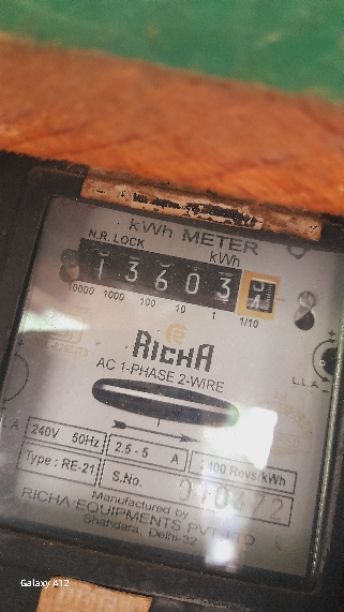 kWh METER
N.R. LOCK kWh
1 3 6 0 3
10000 1000 100 10 1 1/10
RICHA
AC 1-PHASE 2-WIRE
L.L.A
240V 50Hz 2.5 - 5 A Revs/kWh
Type : RE-21 S.No.
Manufactured by
RICHA EQUIPMENTS PVT. LTD
Shahdara, Delhi-32
Galaxy A12